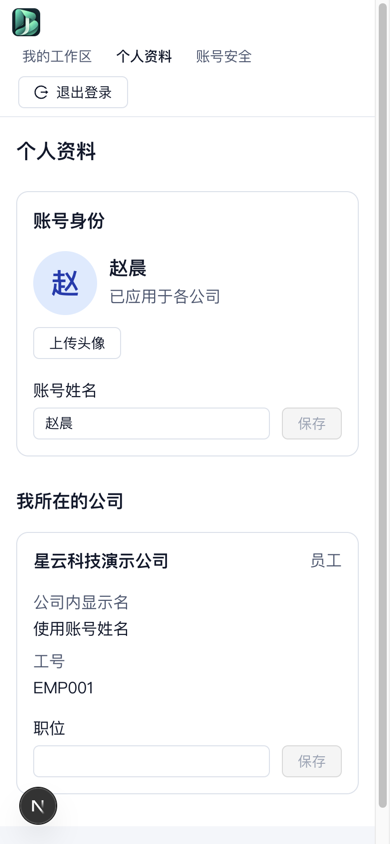 我的工作区 个人资料 账号安全
退出登录
个人资料
账号身份
赵
赵晨
已应用于各公司
上传头像
账号姓名
赵晨 保存
我所在的公司
星云科技演示公司 员工
公司内显示名
使用账号姓名
工号
EMP001
职位
保存
N